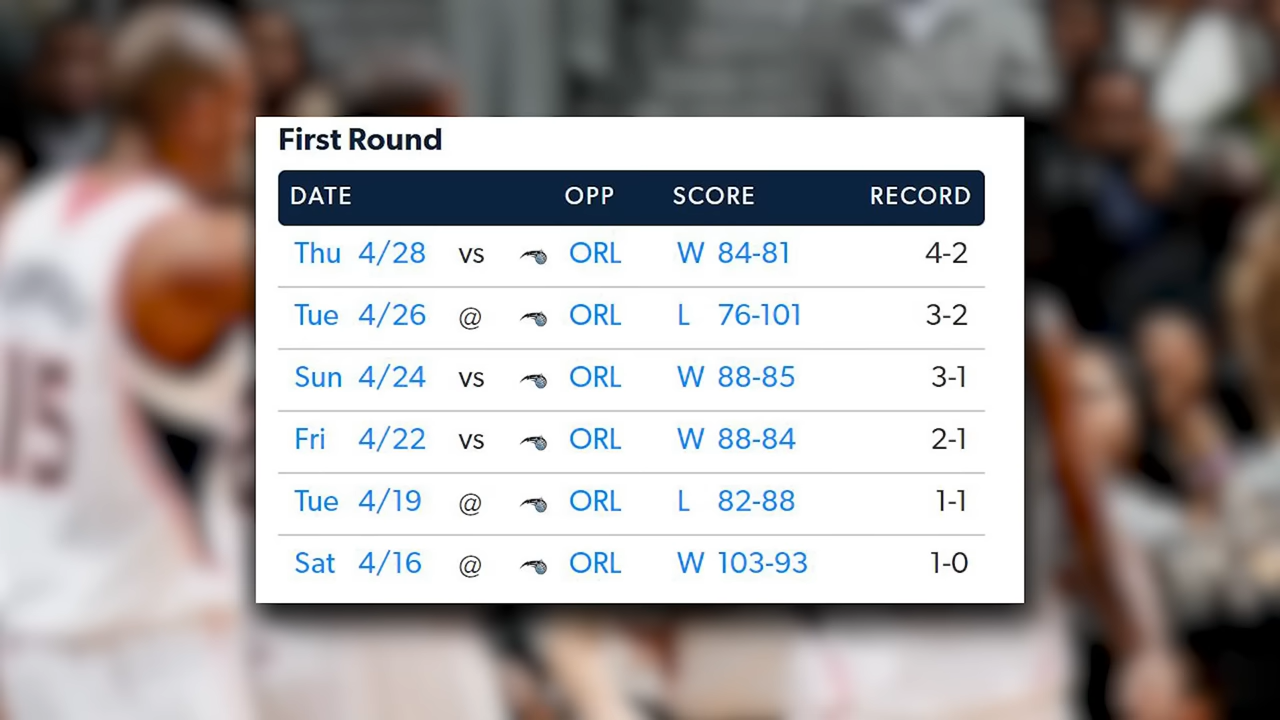 First Round
DATE OPP SCORE RECORD
Thu 4/28 vs ORL W 84-81 4-2
Tue 4/26 @ ORL L 76-101 3-2
Sun 4/24 vs ORL W 88-85 3-1
Fri 4/22 vs ORL W 88-84 2-1
Tue 4/19 @ ORL L 82-88 1-1
Sat 4/16 @ ORL W 103-93 1-0
15